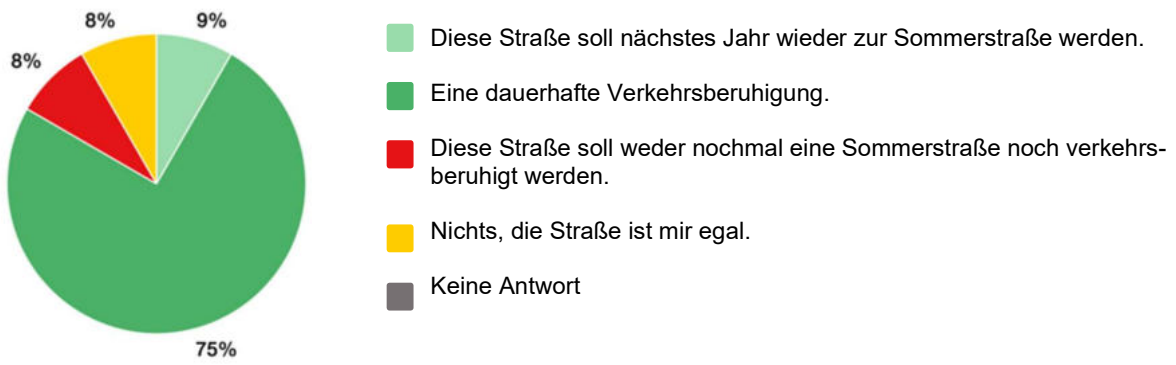 8%
9%
8%
75%
Diese Straße soll nächstes Jahr wieder zur Sommerstraße werden.
Eine dauerhafte Verkehrsberuhigung.
Diese Straße soll weder nochmal eine Sommerstraße noch verkehrs-
beruhigt werden.
Nichts, die Straße ist mir egal.
Keine Antwort